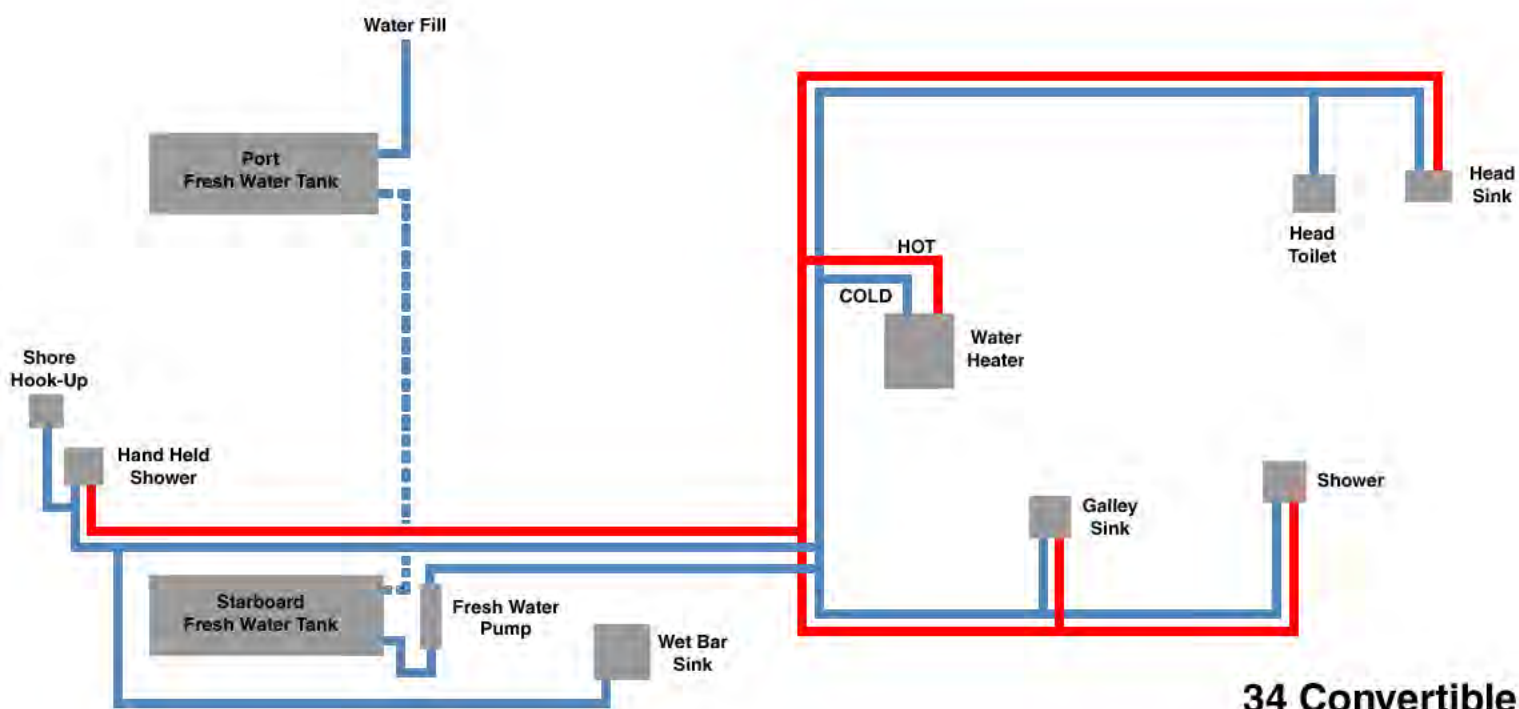 Water Fill
Port
Fresh Water Tank
Head
Sink
Head
Toilet
HOT
COLD
Water
Heater
Shore
Hook-Up
Hand Held
Shower
Shower
Galley
Sink
Starboard
Fresh Water Tank
Fresh Water
Pump
Wet Bar
Sink
34 Convertible